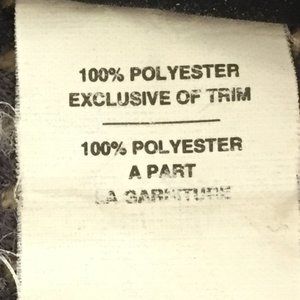 100% POLYESTER
EXCLUSIVE OF TRIM
100% POLYESTER
A PART
LA GARNITURE